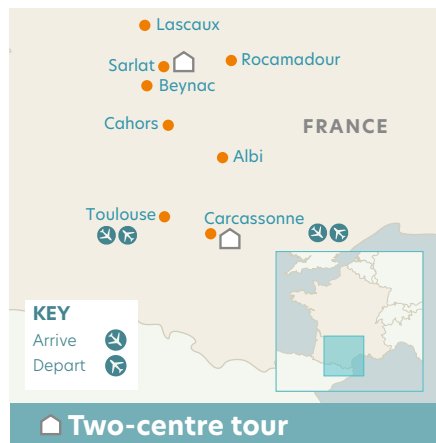 Lascaux
Sarlat
Rocamadour
Beynac
Cahors
FRANCE
Albi
Toulouse
Carcassonne
KEY
Arrive
Depart
Two-centre tour